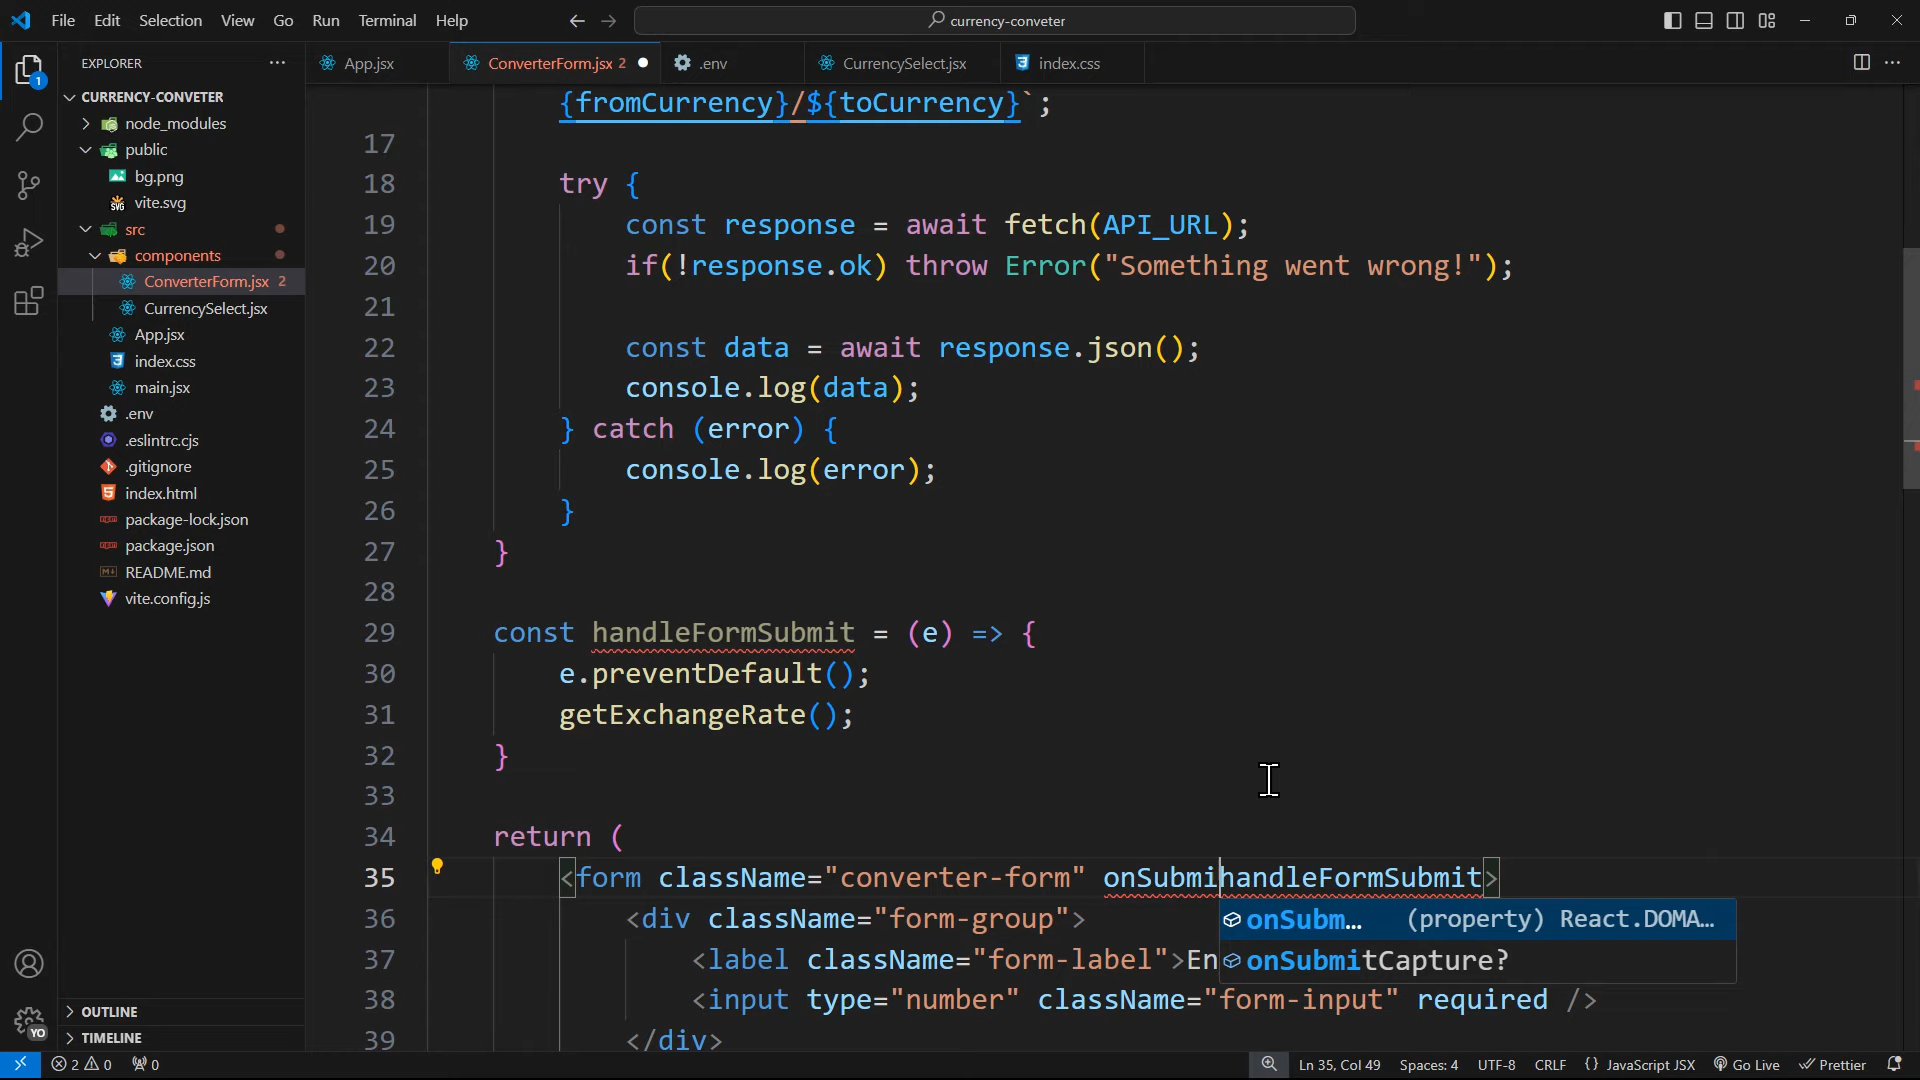 File Edit Selection View Go Run Terminal Help
currency-conveter
EXPLORER
App.jsx
ConverterForm.jsx 2
.env
CurrencySelect.jsx
index.css
CURRENCY-CONVETER
node_modules
public
bg.png
vite.svg
src
components
ConverterForm.jsx 2
CurrencySelect.jsx
App.jsx
index.css
main.jsx
.env
.eslintrc.cjs
.gitignore
index.html
package-lock.json
package.json
README.md
vite.config.js
OUTLINE
TIMELINE
1
YO
{fromCurrency}/${toCurrency}`;
17
18 try {
19 const response = await fetch(API_URL);
20 if(!response.ok) throw Error("Something went wrong!");
21
22 const data = await response.json();
23 console.log(data);
24 } catch (error) {
25 console.log(error);
26 }
27 }
28
29 const handleFormSubmit = (e) => {
30 e.preventDefault();
31 getExchangeRate();
32 }
33
34 return (
35 <form className="converter-form" onSubmihandleFormSubmit>
36 <div className="form-group">
onSubm… (property) React.DOMA…
37 <label className="form-label">En
onSubmitCapture?
38 <input type="number" className="form-input" required />
39 </div>
2 0 0
Ln 35, Col 49 Spaces: 4 UTF-8 CRLF {} JavaScript JSX Go Live Prettier